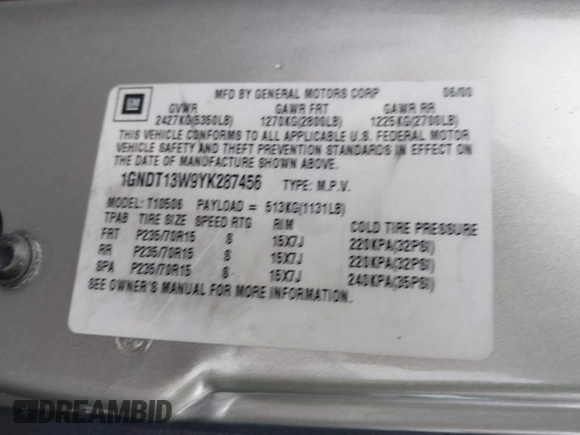 GM
MFD BY GENERAL MOTORS CORP 06/00
GVWR GAWR FRT GAWR RR
2427KG(5350LB) 1270KG(2800LB) 1225KG(2700LB)
THIS VEHICLE CONFORMS TO ALL APPLICABLE U.S. FEDERAL MOTOR
VEHICLE SAFETY AND THEFT PREVENTION STANDARDS IN EFFECT ON
THE DATE OF MANUFACTURE SHOWN ABOVE.
1GNDT13W9YK287456 TYPE: M.P.V.
MODEL: T10506 PAYLOAD = 513KG(1131LB)
TPAB TIRE SIZE SPEED RTG RIM COLD TIRE PRESSURE
FRT P235/70R15 S 15X7J 220KPA(32PSI)
RR P235/70R15 S 15X7J 220KPA(32PSI)
SPA P235/70R15 S 15X7J 240KPA(35PSI)
SEE OWNER'S MANUAL FOR MORE INFORMATION.
DREAMBID